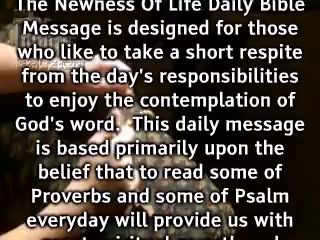 The Newness Of Life Daily Bible
Message is designed for those
who like to take a short respite
from the day's responsibilities
to enjoy the contemplation of
God's word. This daily message
is based primarily upon the
belief that to read some of
Proverbs and some of Psalm
everyday will provide us with